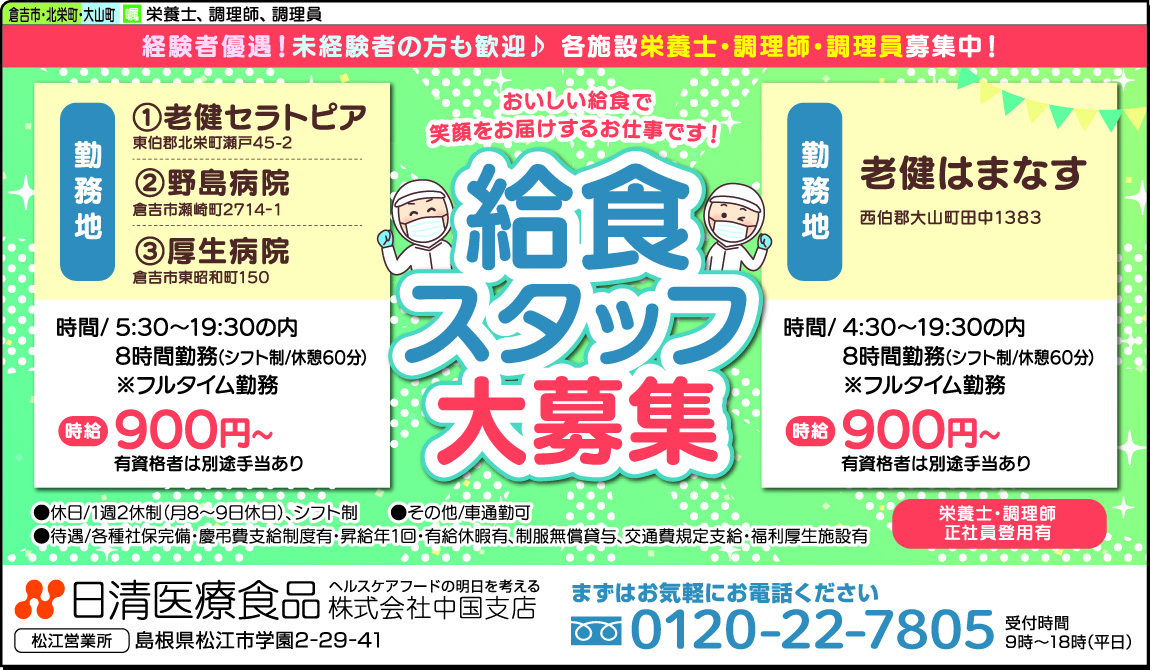 倉吉市・北栄町・大山町 嘱 栄養士、調理師、調理員
経験者優遇！未経験者の方も歓迎♪ 各施設栄養士・調理師・調理員募集中！
勤務地
①老健セラトピア
東伯郡北栄町瀬戸45-2
②野島病院
倉吉市瀬崎町2714-1
③厚生病院
倉吉市東昭和町150
時間/ 5:30〜19:30の内
8時間勤務(シフト制/休憩60分)
※フルタイム勤務
時給 900円〜
有資格者は別途手当あり
おいしい給食で
笑顔をお届けするお仕事です！
給食
スタッフ
大募集
勤務地
老健はまなす
西伯郡大山町田中1383
時間/ 4:30〜19:30の内
8時間勤務(シフト制/休憩60分)
※フルタイム勤務
時給 900円〜
有資格者は別途手当あり
●休日/1週2休制(月8〜9日休日)、シフト制 ●その他/車通勤可
●待遇/各種社保完備・慶弔費支給制度有・昇給年1回・有給休暇有、制服無償貸与、交通費規定支給・福利厚生施設有
栄養士・調理師
正社員登用有
日清医療食品
ヘルスケアフードの明日を考える
株式会社中国支店
松江営業所 島根県松江市学園2-29-41
まずはお気軽にお電話ください
0120-22-7805
受付時間
9時〜18時(平日)